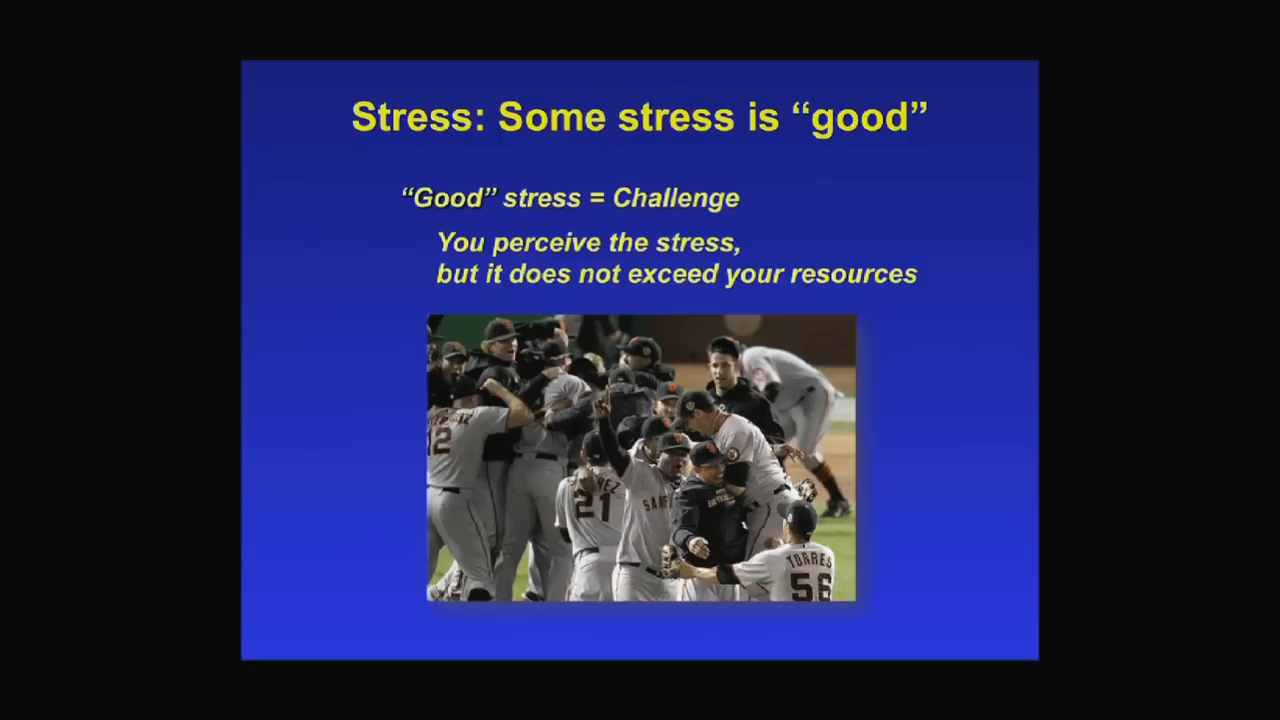 Stress: Some stress is “good”
“Good” stress = Challenge
You perceive the stress,
but it does not exceed your resources
12
21
SAN
TORRES
56